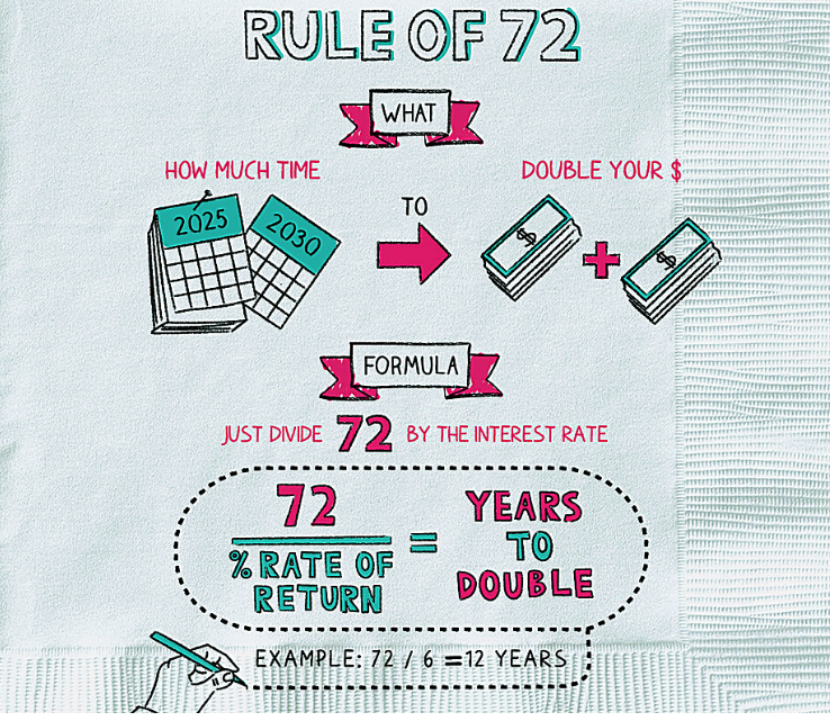 RULE OF 72
WHAT
HOW MUCH TIME
DOUBLE YOUR $
2025
2030
TO
$
$
FORMULA
JUST DIVIDE 72 BY THE INTEREST RATE
72
% RATE OF
RETURN
=
YEARS
TO
DOUBLE
EXAMPLE: 72 / 6 = 12 YEARS